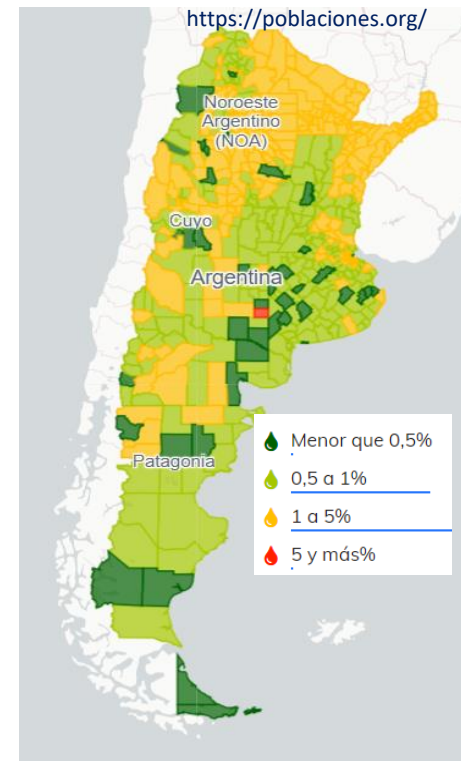 https://poblaciones.org/
Noroeste
Argentino
(NOA)
Cuyo
Argentina
Patagonia
Menor que 0,5%
0,5 a 1%
1 a 5%
5 y más%